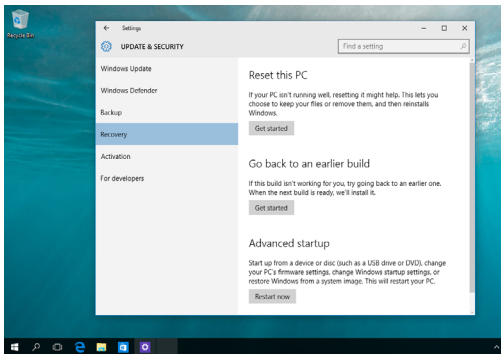 Recycle Bin
Settings
UPDATE & SECURITY
Find a setting
Windows Update
Windows Defender
Backup
Recovery
Activation
For developers
Reset this PC
If your PC isn't running well, resetting it might help. This lets you
choose to keep your files or remove them, and then reinstalls
Windows.
Get started
Go back to an earlier build
If this build isn't working for you, try going back to an earlier one.
When the next build is ready, we'll install it.
Get started
Advanced startup
Start up from a device or disc (such as a USB drive or DVD), change
your PC's firmware settings, change Windows startup settings, or
restore Windows from a system image. This will restart your PC.
Restart now